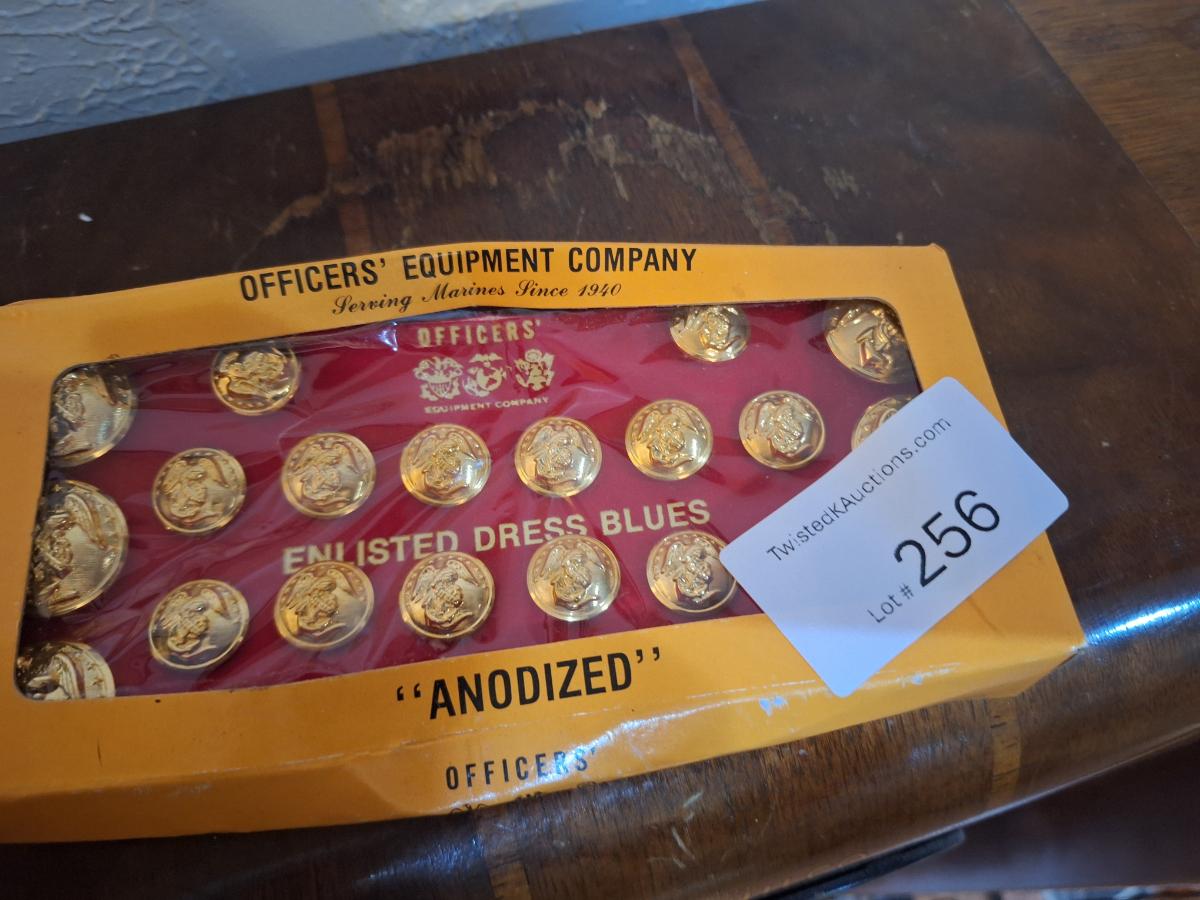 OFFICERS' EQUIPMENT COMPANY
Serving Marines Since 1940
OFFICERS'
EQUIPMENT COMPANY
ENLISTED DRESS BLUES
"ANODIZED"
OFFICERS'
TwistedKAuctions.com
Lot # 256